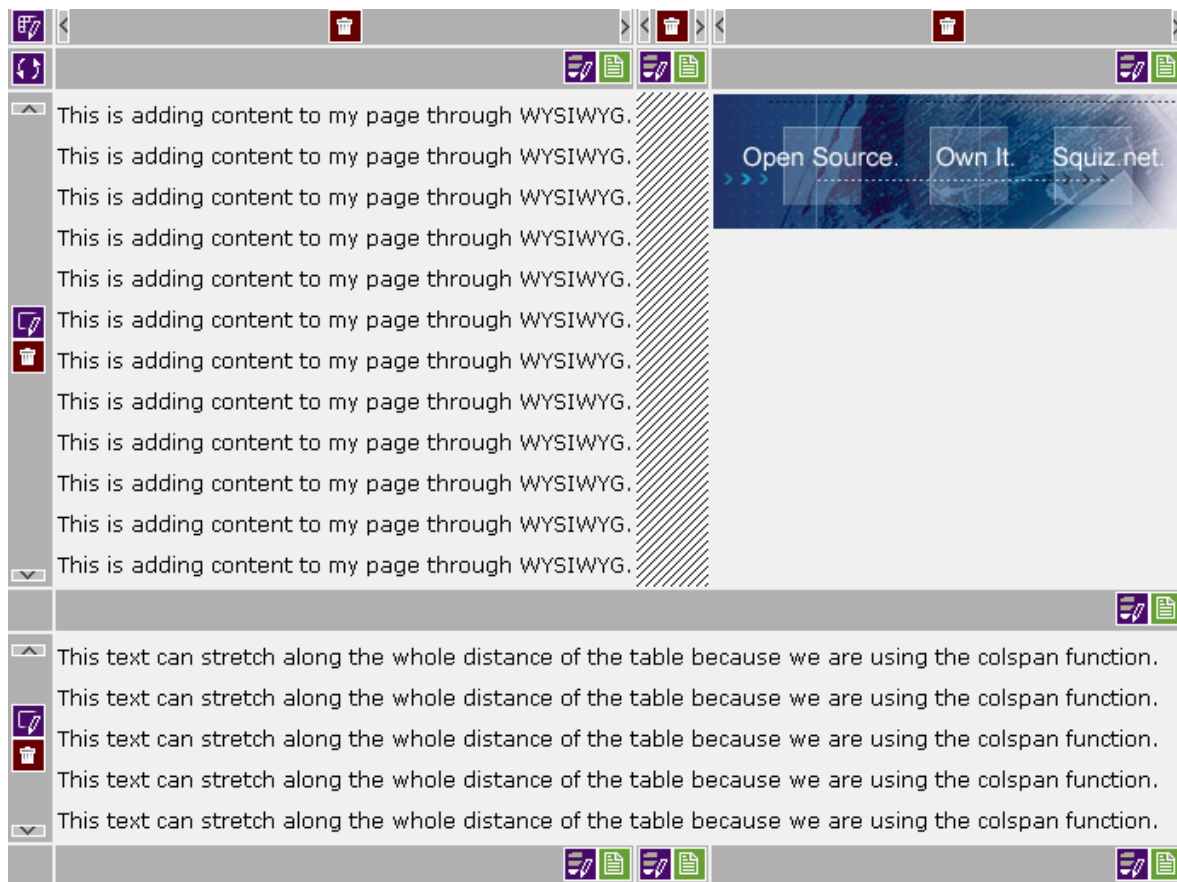 This is adding content to my page through WYSIWYG.
This is adding content to my page through WYSIWYG.
This is adding content to my page through WYSIWYG.
This is adding content to my page through WYSIWYG.
This is adding content to my page through WYSIWYG.
This is adding content to my page through WYSIWYG.
This is adding content to my page through WYSIWYG.
This is adding content to my page through WYSIWYG.
This is adding content to my page through WYSIWYG.
This is adding content to my page through WYSIWYG.
This is adding content to my page through WYSIWYG.
This is adding content to my page through WYSIWYG.
Open Source. Own It. Squiz.net.
This text can stretch along the whole distance of the table because we are using the colspan function.
This text can stretch along the whole distance of the table because we are using the colspan function.
This text can stretch along the whole distance of the table because we are using the colspan function.
This text can stretch along the whole distance of the table because we are using the colspan function.
This text can stretch along the whole distance of the table because we are using the colspan function.